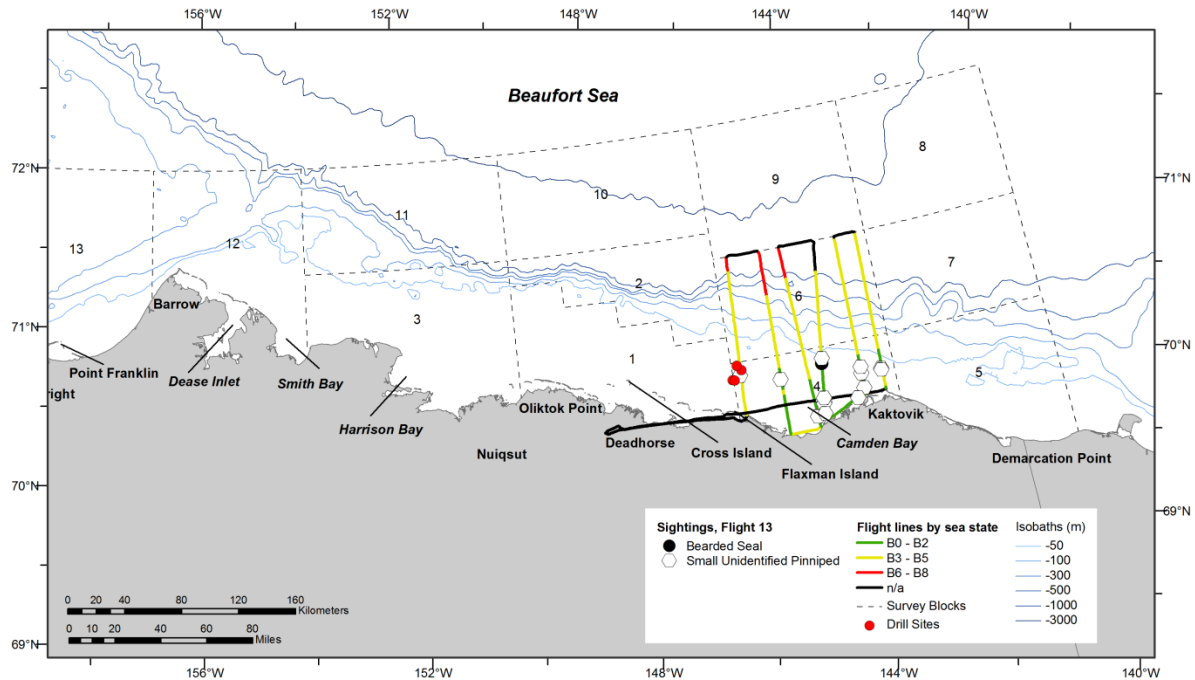 156°W 152°W 148°W 144°W 140°W
Beaufort Sea
72°N
71°N
8
9
10
11
13
12
7
2
6
Barrow
71°N
3
70°N
Point Franklin
1
5
Dease Inlet
Smith Bay
4
right
Oliktok Point
Kaktovik
Harrison Bay
Deadhorse
Camden Bay
Nuiqsut
Cross Island
Demarcation Point
Flaxman Island
70°N
69°N
Sightings, Flight 13
Bearded Seal
Small Unidentified Pinniped
Flight lines by sea state
B0 - B2
B3 - B5
B6 - B8
n/a
Survey Blocks
Drill Sites
Isobaths (m)
-50
-100
-300
-500
-1000
-3000
0 20 40 80 120 160
Kilometers
0 10 20 40 60 80
Miles
69°N
156°W 152°W 148°W 144°W 140°W